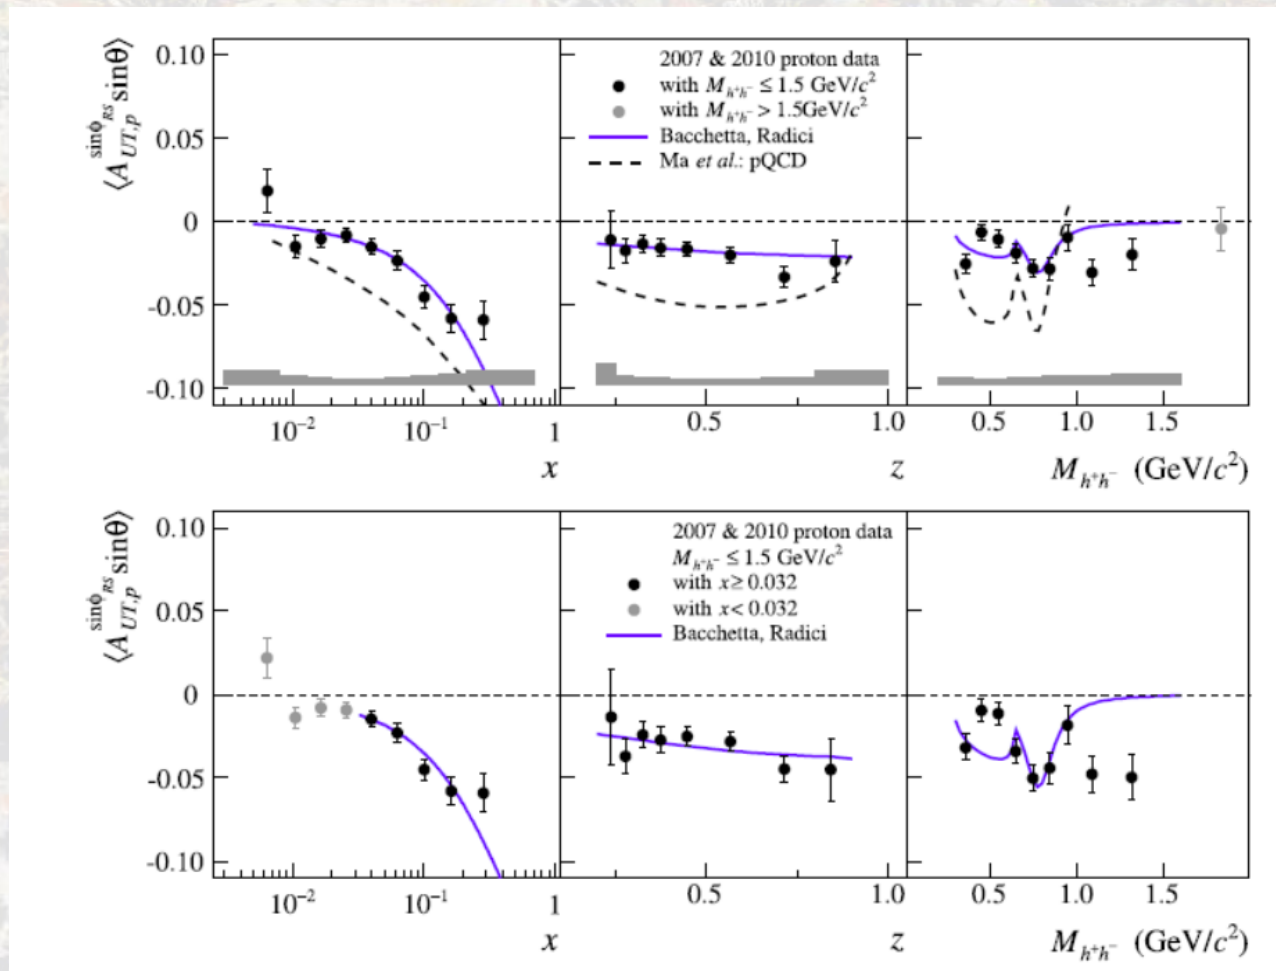 ⟨A^{sinϕ_{RS}}_{UT,p} sinθ⟩
0.10
0.05
0
-0.05
-0.10
2007 & 2010 proton data
with M_{h⁺h⁻} ≤ 1.5 GeV/c²
with M_{h⁺h⁻} > 1.5GeV/c²
Bacchetta, Radici
Ma et al.: pQCD
10⁻² 10⁻¹ 1 0.5 1.0 0.5 1.0 1.5
x z M_{h⁺h⁻} (GeV/c²)
⟨A^{sinϕ_{RS}}_{UT,p} sinθ⟩
0.10
0.05
0
-0.05
-0.10
2007 & 2010 proton data
M_{h⁺h⁻} ≤ 1.5 GeV/c²
with x ≥ 0.032
with x < 0.032
Bacchetta, Radici
10⁻² 10⁻¹ 1 0.5 1.0 0.5 1.0 1.5
x z M_{h⁺h⁻} (GeV/c²)